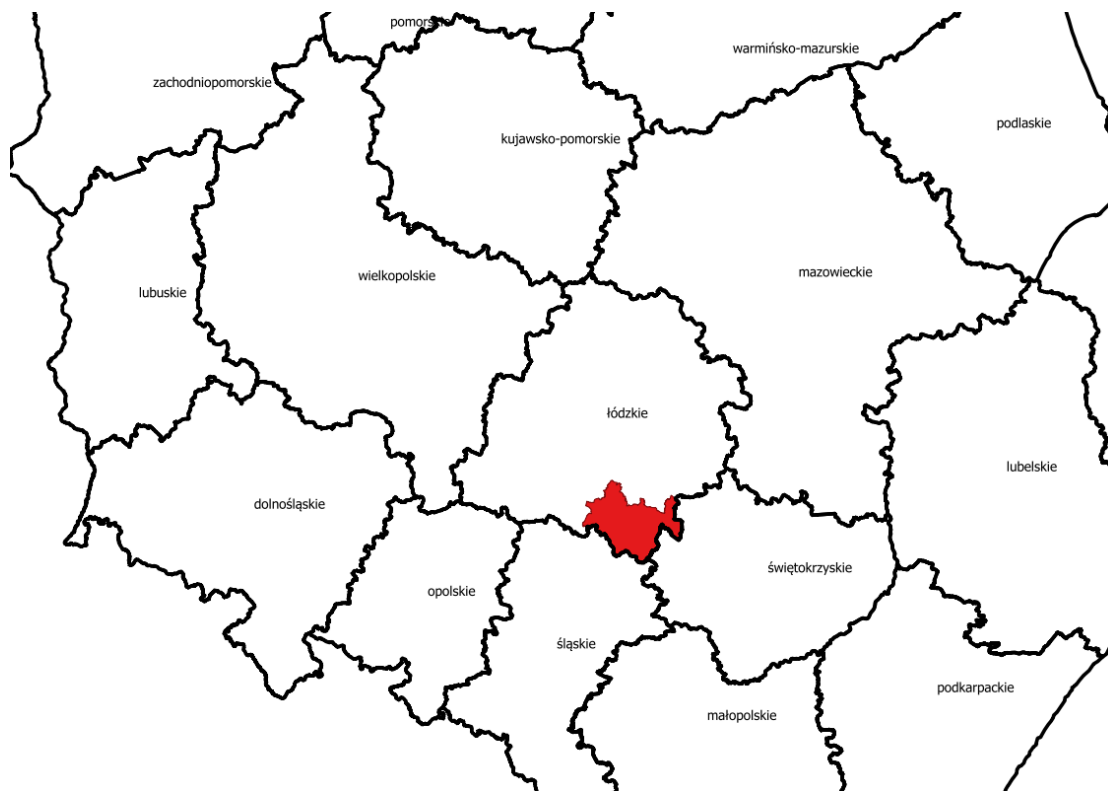 pomorskie
warmińsko-mazurskie
zachodniopomorskie
podlaskie
kujawsko-pomorskie
mazowieckie
wielkopolskie
lubuskie
łódzkie
lubelskie
dolnośląskie
świętokrzyskie
opolskie
śląskie
podkarpackie
małopolskie